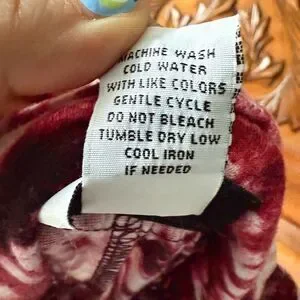 MACHINE WASH
COLD WATER
WITH LIKE COLORS
GENTLE CYCLE
DO NOT BLEACH
TUMBLE DRY LOW
COOL IRON
IF NEEDED